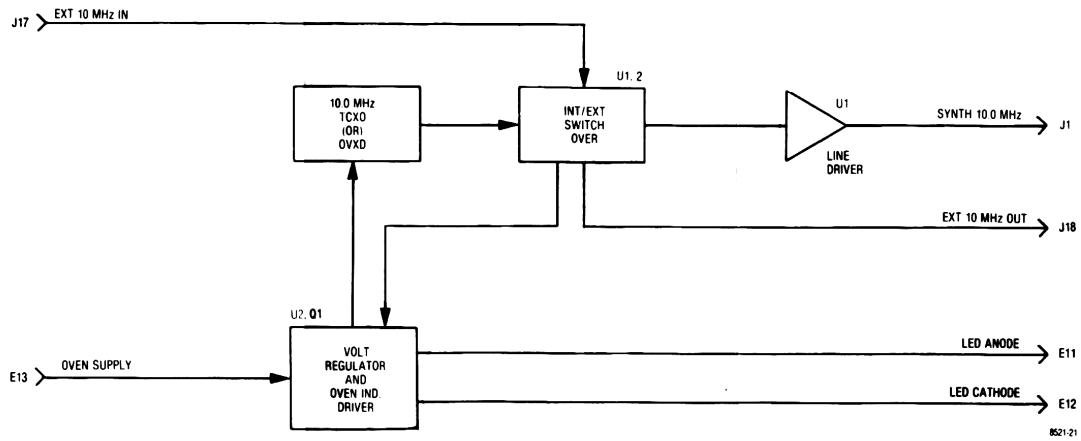 J17 EXT 10 MHz IN
U1, 2
10.0 MHz
TCXO
(OR)
OVXD
INT/EXT
SWITCH
OVER
U1
LINE
DRIVER
SYNTH 10.0 MHz J1
EXT 10 MHz OUT J18
U2, Q1
VOLT
REGULATOR
AND
OVEN IND.
DRIVER
E13 OVEN SUPPLY
LED ANODE E11
LED CATHODE E12
8521-21